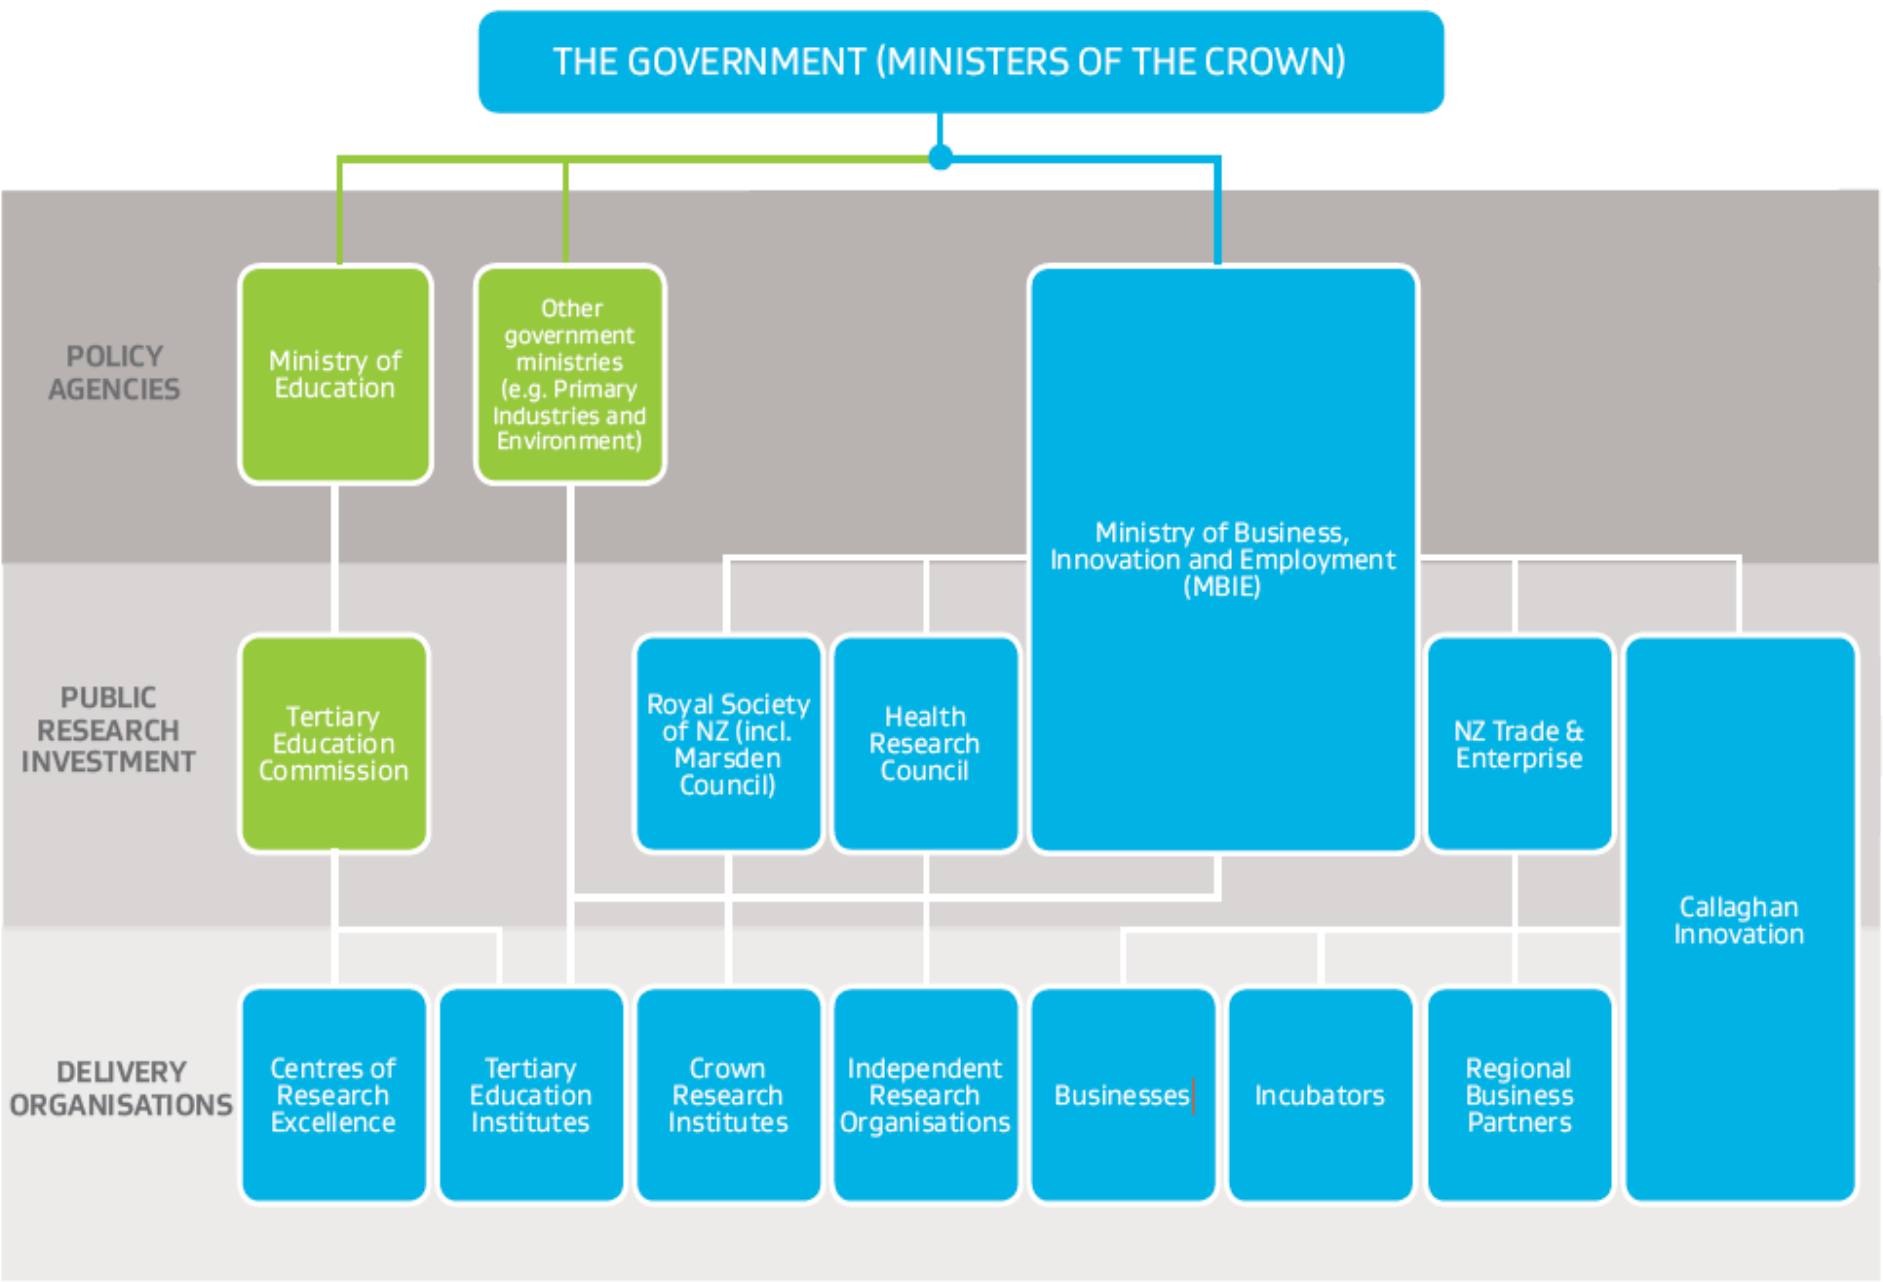 THE GOVERNMENT (MINISTERS OF THE CROWN)
POLICY
AGENCIES
Ministry of
Education
Other
government
ministries
(e.g. Primary
Industries and
Environment)
Ministry of Business,
Innovation and Employment
(MBIE)
PUBLIC
RESEARCH
INVESTMENT
Tertiary
Education
Commission
Royal Society
of NZ (incl.
Marsden
Council)
Health
Research
Council
NZ Trade &
Enterprise
Callaghan
Innovation
DELIVERY
ORGANISATIONS
Centres of
Research
Excellence
Tertiary
Education
Institutes
Crown
Research
Institutes
Independent
Research
Organisations
Businesses
Incubators
Regional
Business
Partners